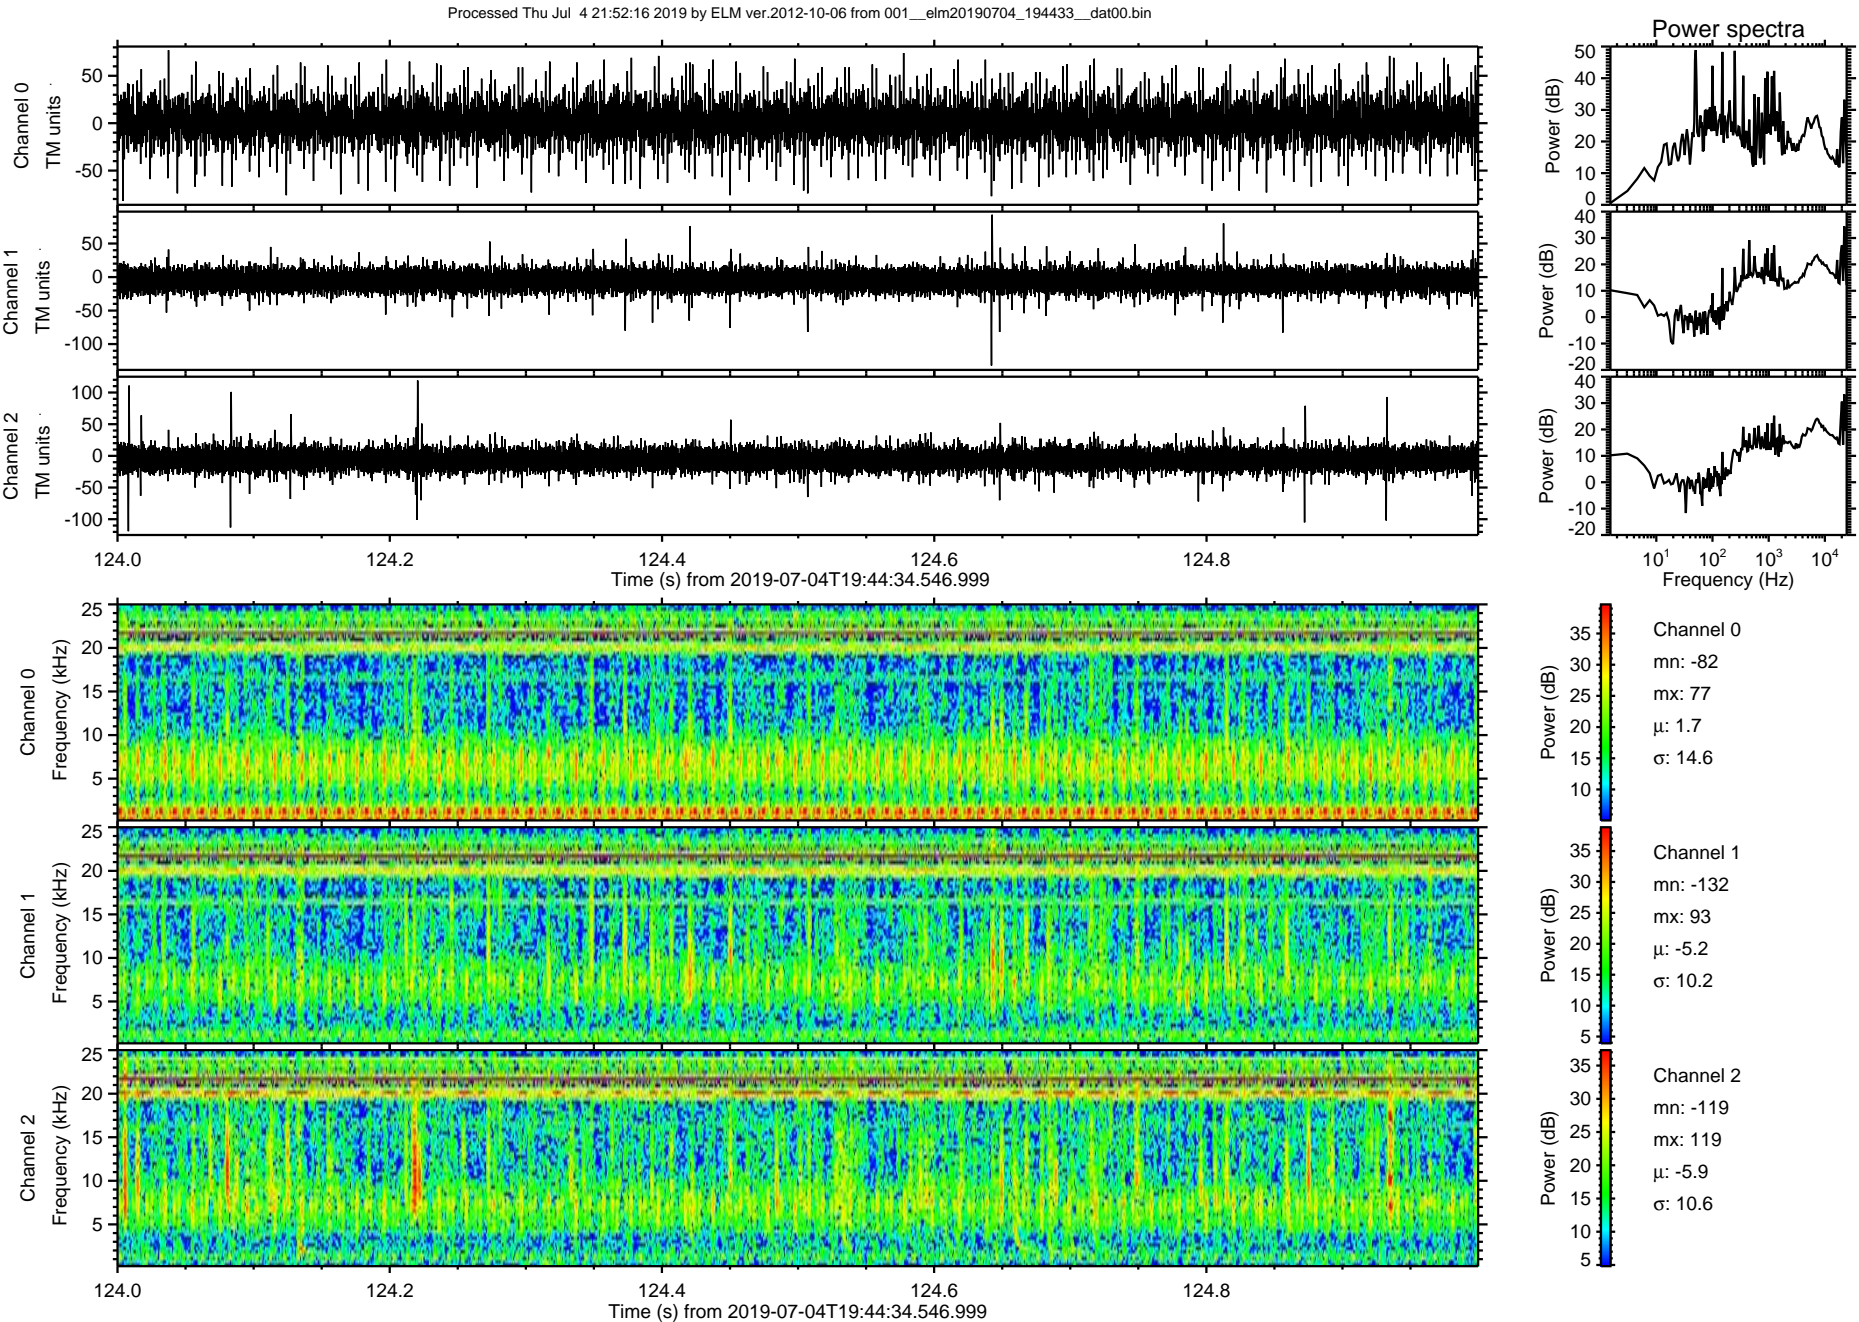 Processed Thu Jul 4 21:52:16 2019 by ELM ver.2012-10-06 from 001__elm20190704_194433__dat00.bin
Power spectra
Channel 0
TM units
50
0
-50
Power (dB)
50
40
30
20
10
0
Channel 1
TM units
50
0
-50
-100
Power (dB)
40
30
20
10
0
-10
-20
Channel 2
TM units
100
50
0
-50
-100
Power (dB)
40
30
20
10
0
-10
-20
124.0
124.2
124.4
124.6
124.8
Time (s) from 2019-07-04T19:44:34.546.999
10¹
10²
10³
10⁴
Frequency (Hz)
Channel 0
Frequency (kHz)
25
20
15
10
5
Power (dB)
35
30
25
20
15
10
Channel 0
mn: -82
mx: 77
μ: 1.7
σ: 14.6
Channel 1
Frequency (kHz)
25
20
15
10
5
Power (dB)
35
30
25
20
15
10
5
Channel 1
mn: -132
mx: 93
μ: -5.2
σ: 10.2
Channel 2
Frequency (kHz)
25
20
15
10
5
Power (dB)
35
30
25
20
15
10
5
Channel 2
mn: -119
mx: 119
μ: -5.9
σ: 10.6
124.0
124.2
124.4
124.6
124.8
Time (s) from 2019-07-04T19:44:34.546.999